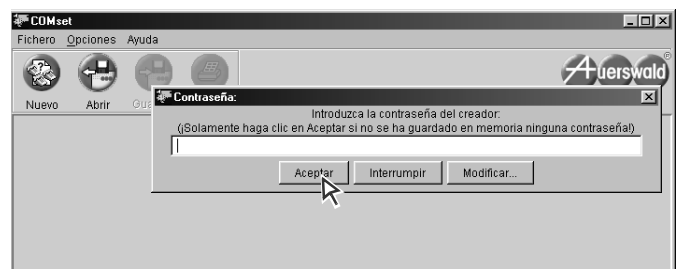 COMset
Fichero Opciones Ayuda
Auerswald
®
Nuevo Abrir
Contraseña:
Introduzca la contraseña del creador:
(¡Solamente haga clic en Aceptar si no se ha guardado en memoria ninguna contraseña!)
Aceptar Interrumpir Modificar...